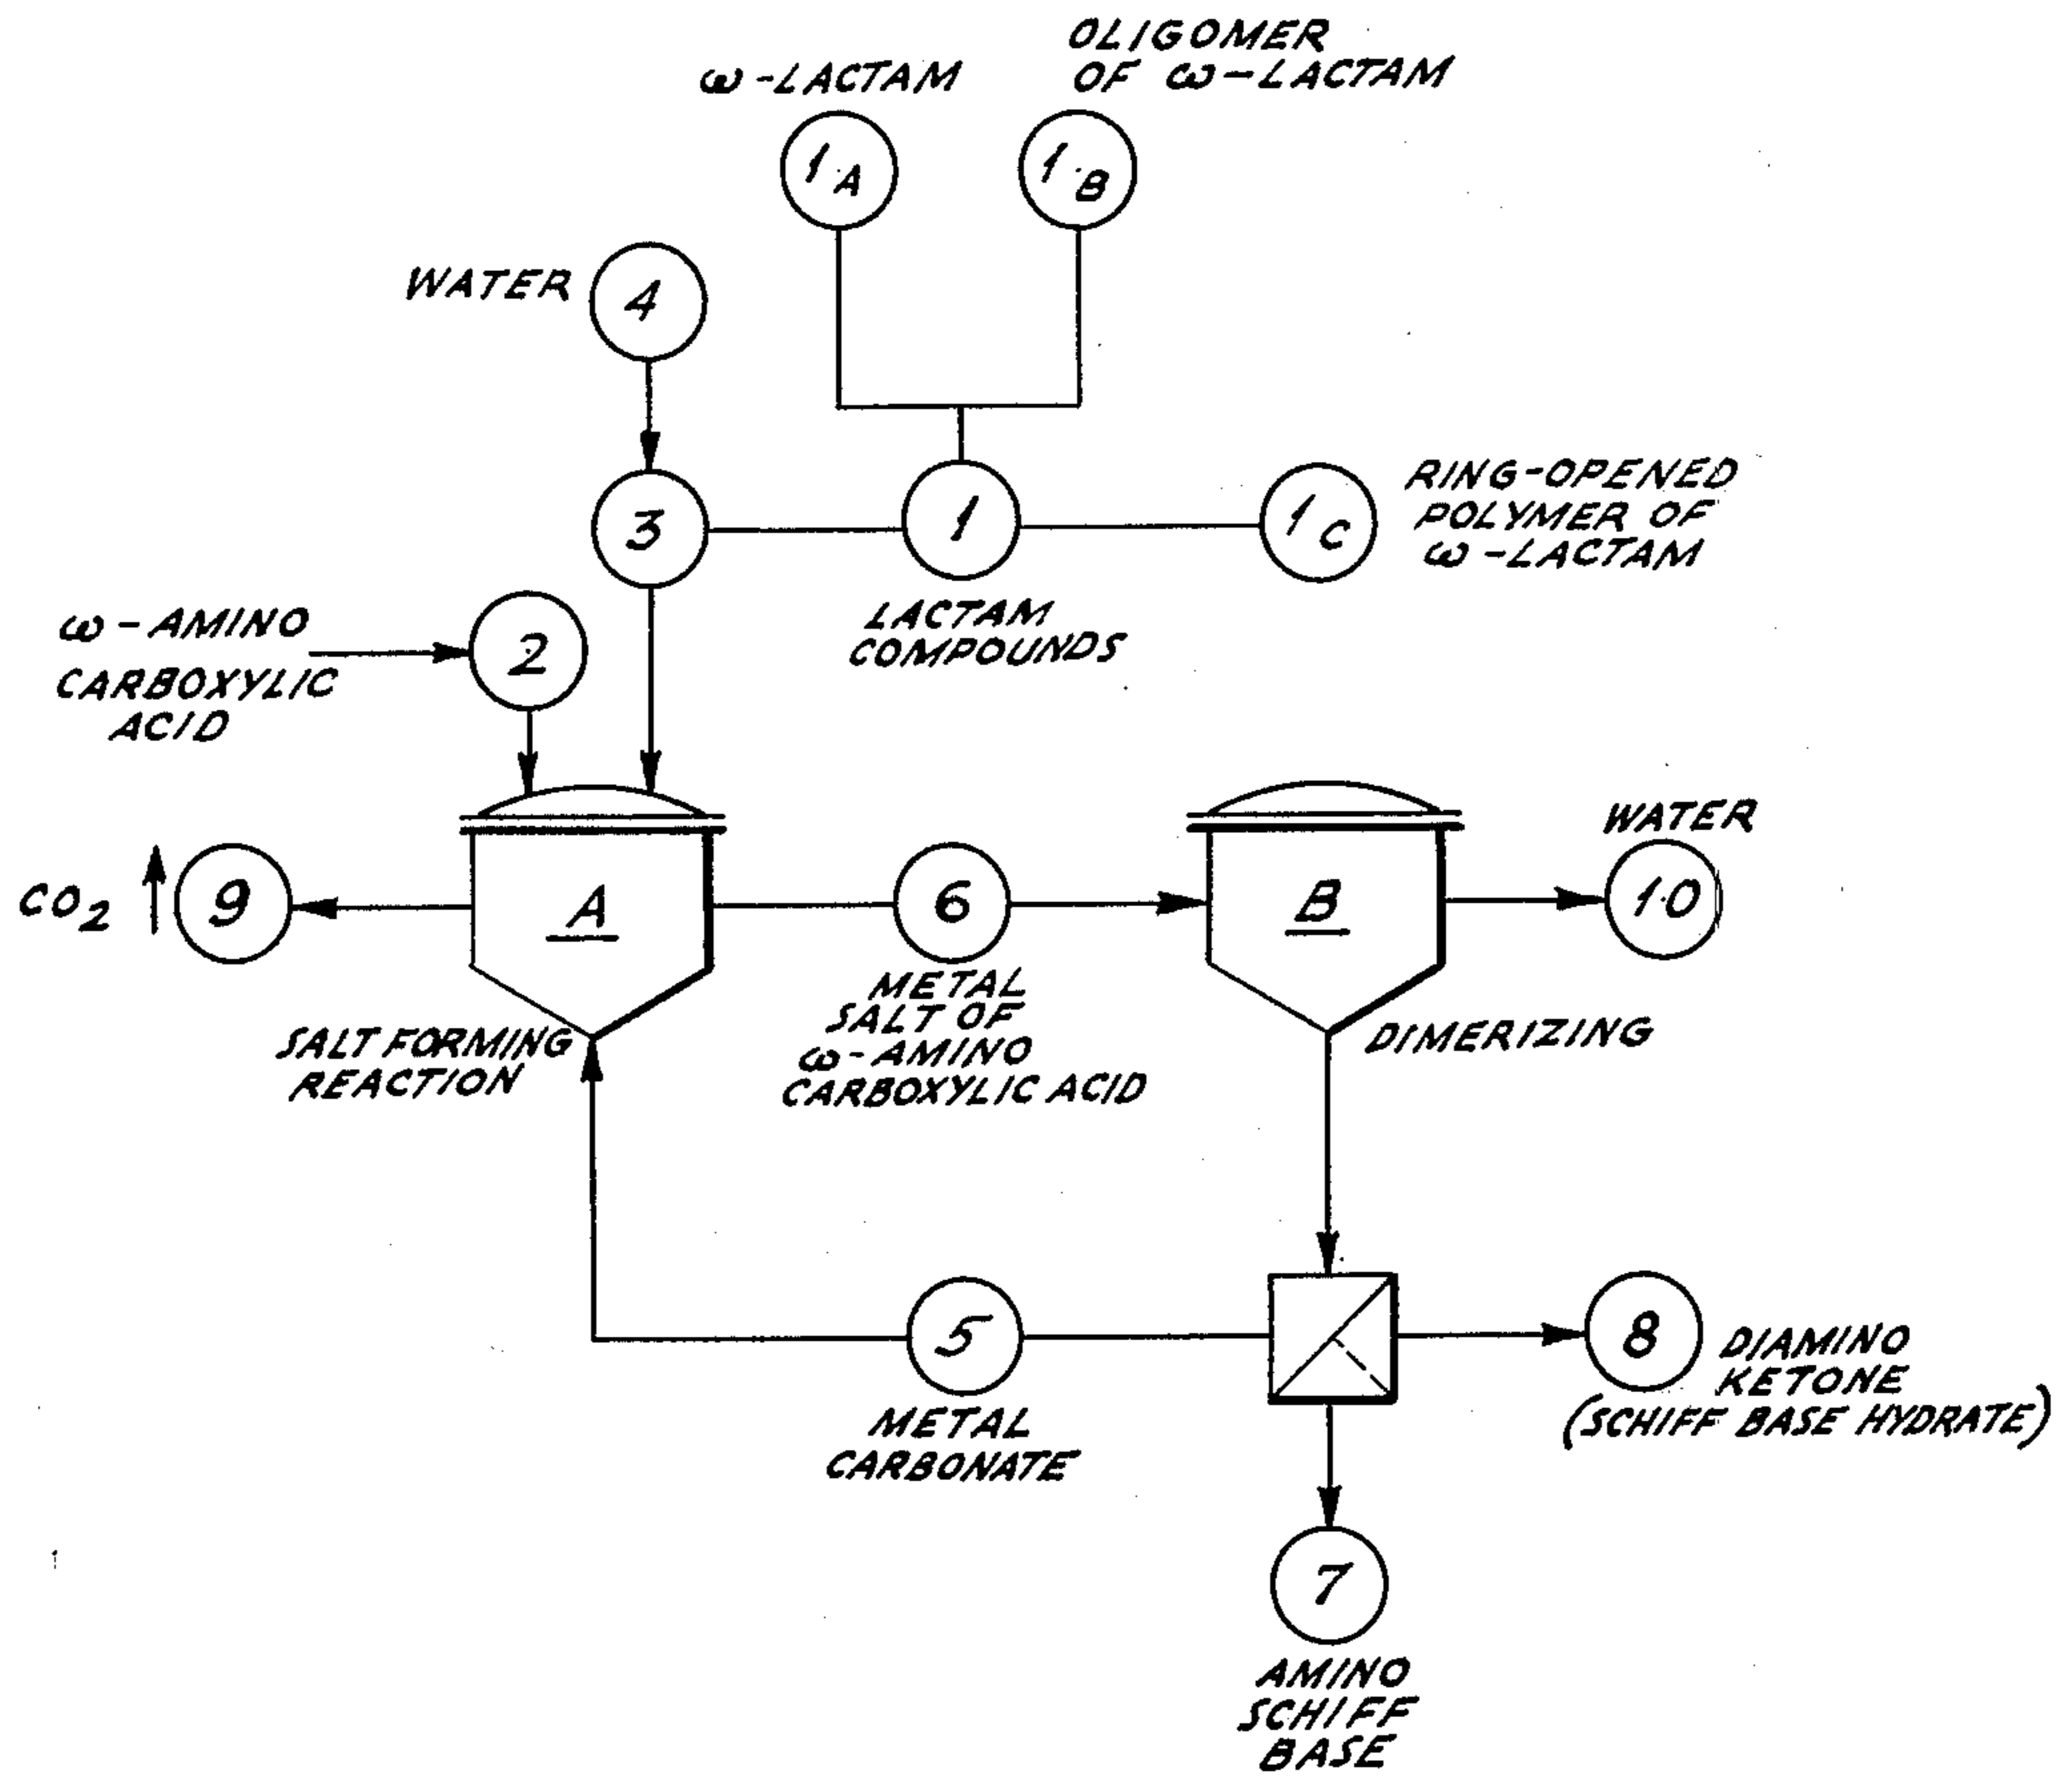 OLIGOMER
OF ω-LACTAM
ω-LACTAM
1A
1B
WATER
4
3
1
1C
RING-OPENED
POLYMER OF
ω-LACTAM
LACTAM
COMPOUNDS
ω-AMINO
CARBOXYLIC
ACID
2
WATER
10
CO2
9
A
6
B
METAL
SALT OF
ω-AMINO
CARBOXYLIC ACID
SALT FORMING
REACTION
DIMERIZING
5
METAL
CARBONATE
8
DIAMINO
KETONE
(SCHIFF BASE HYDRATE)
7
AMINO
SCHIFF
BASE